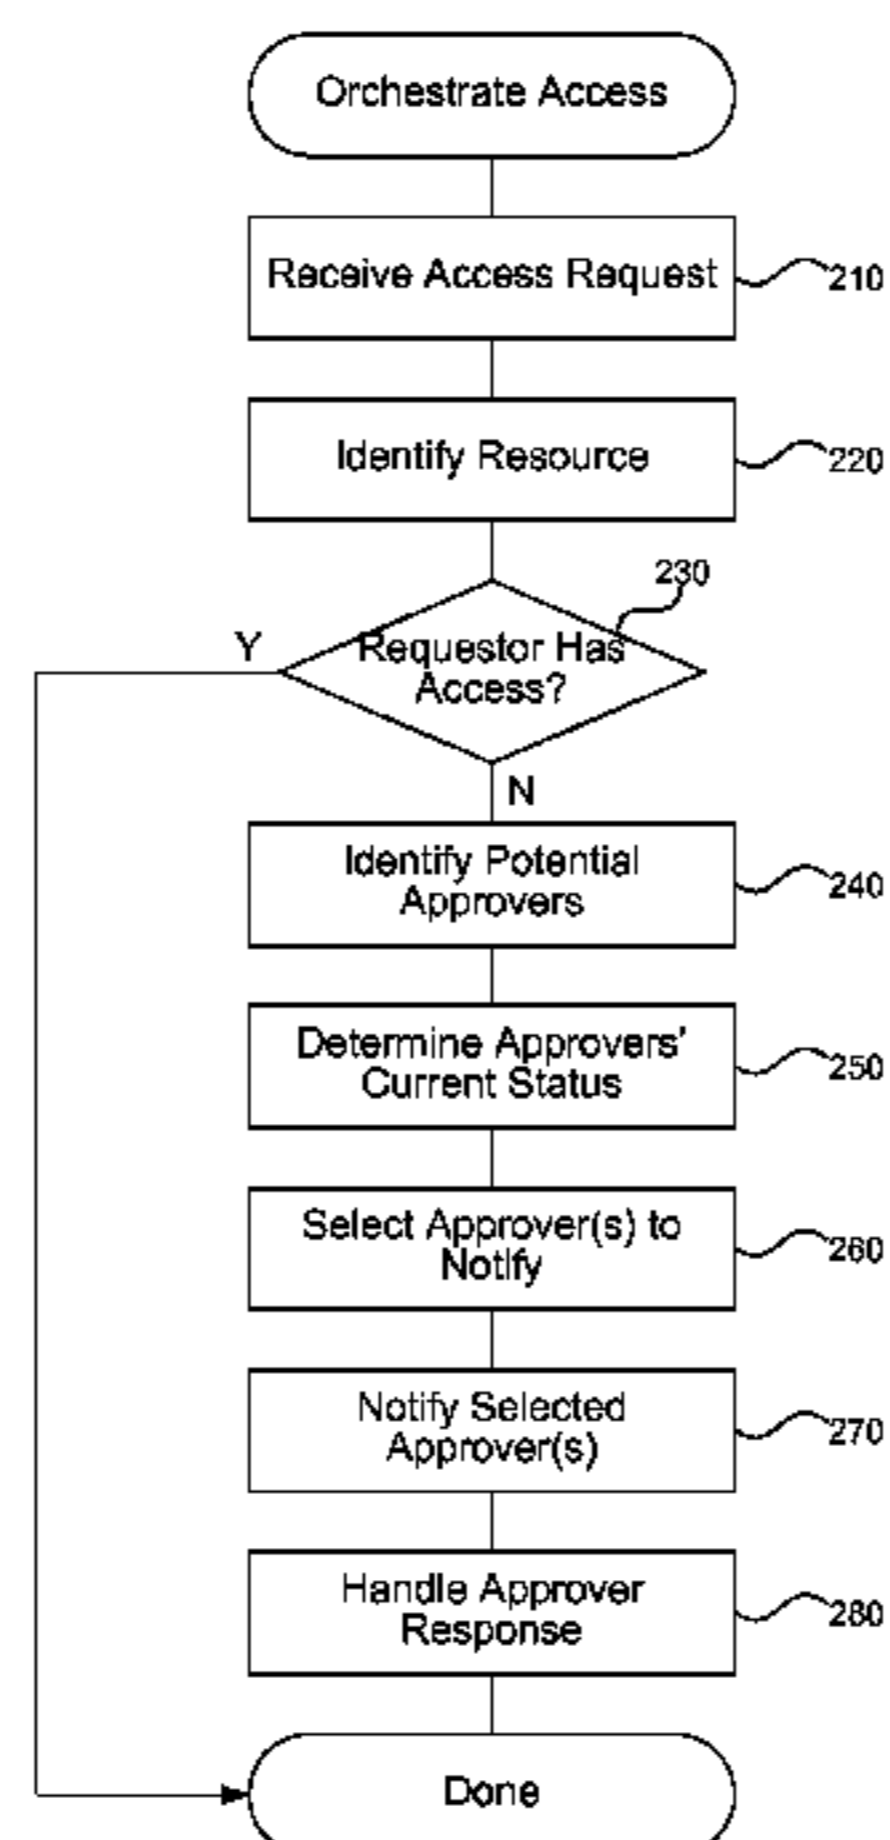 Orchestrate Access
Receive Access Request
210
Identify Resource
220
230
Y
Requestor Has
Access?
N
Identify Potential
Approvers
240
Determine Approvers'
Current Status
250
Select Approver(s) to
Notify
260
Notify Selected
Approver(s)
270
Handle Approver
Response
280
Done